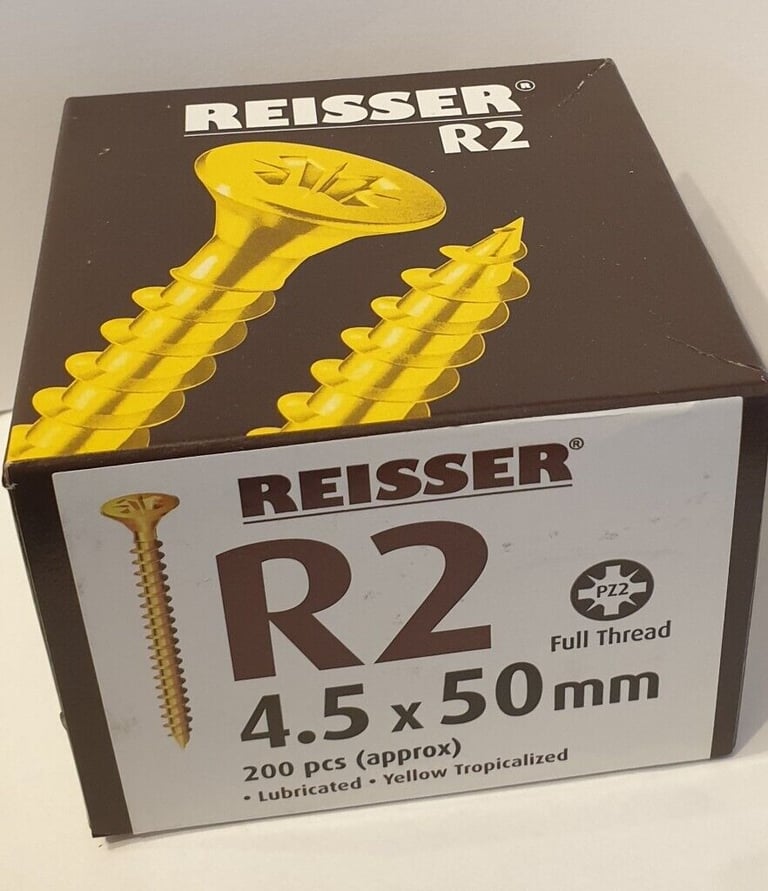 REISSER®
R2
REISSER®
R2
PZ2
Full Thread
4.5 x 50mm
200 pcs (approx)
• Lubricated • Yellow Tropicalized